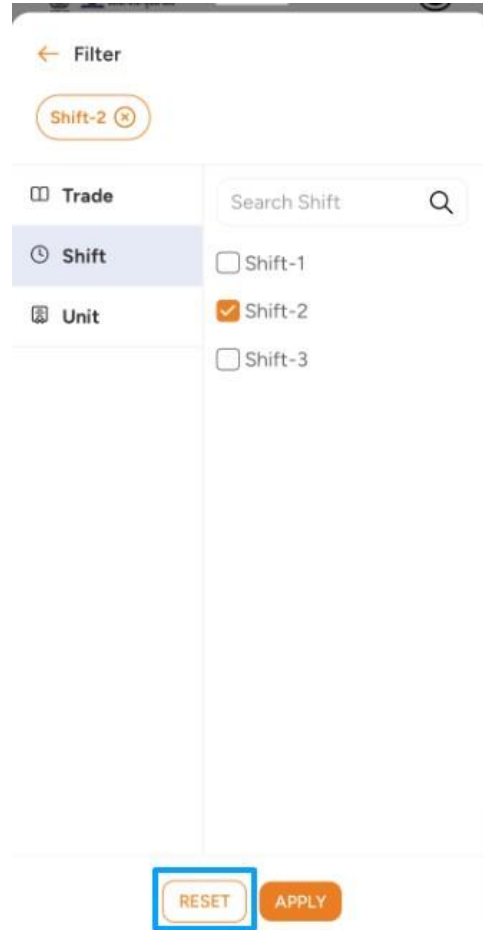 Filter
Shift-2
Trade
Search Shift
Shift
Shift-1
Unit
Shift-2
Shift-3
RESET
APPLY